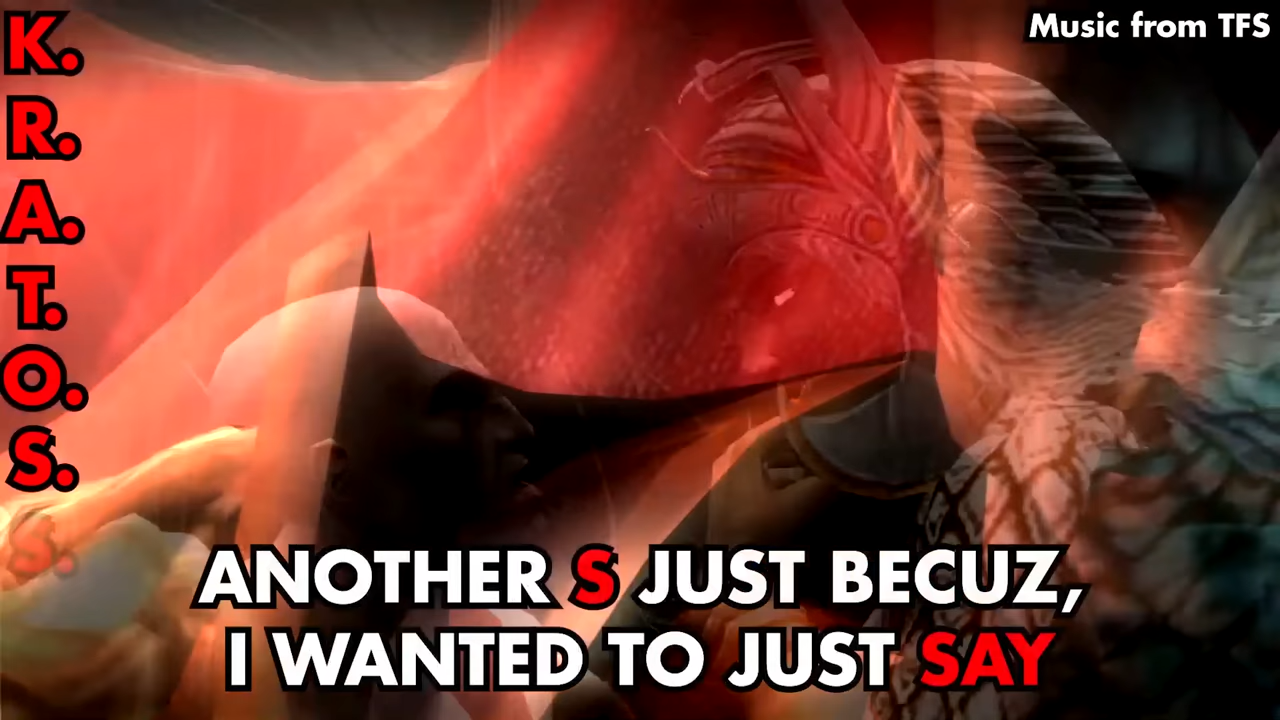 Music from TFS
K.
R.
A.
T.
O.
S.
S.
ANOTHER S JUST BECUZ,
I WANTED TO JUST SAY